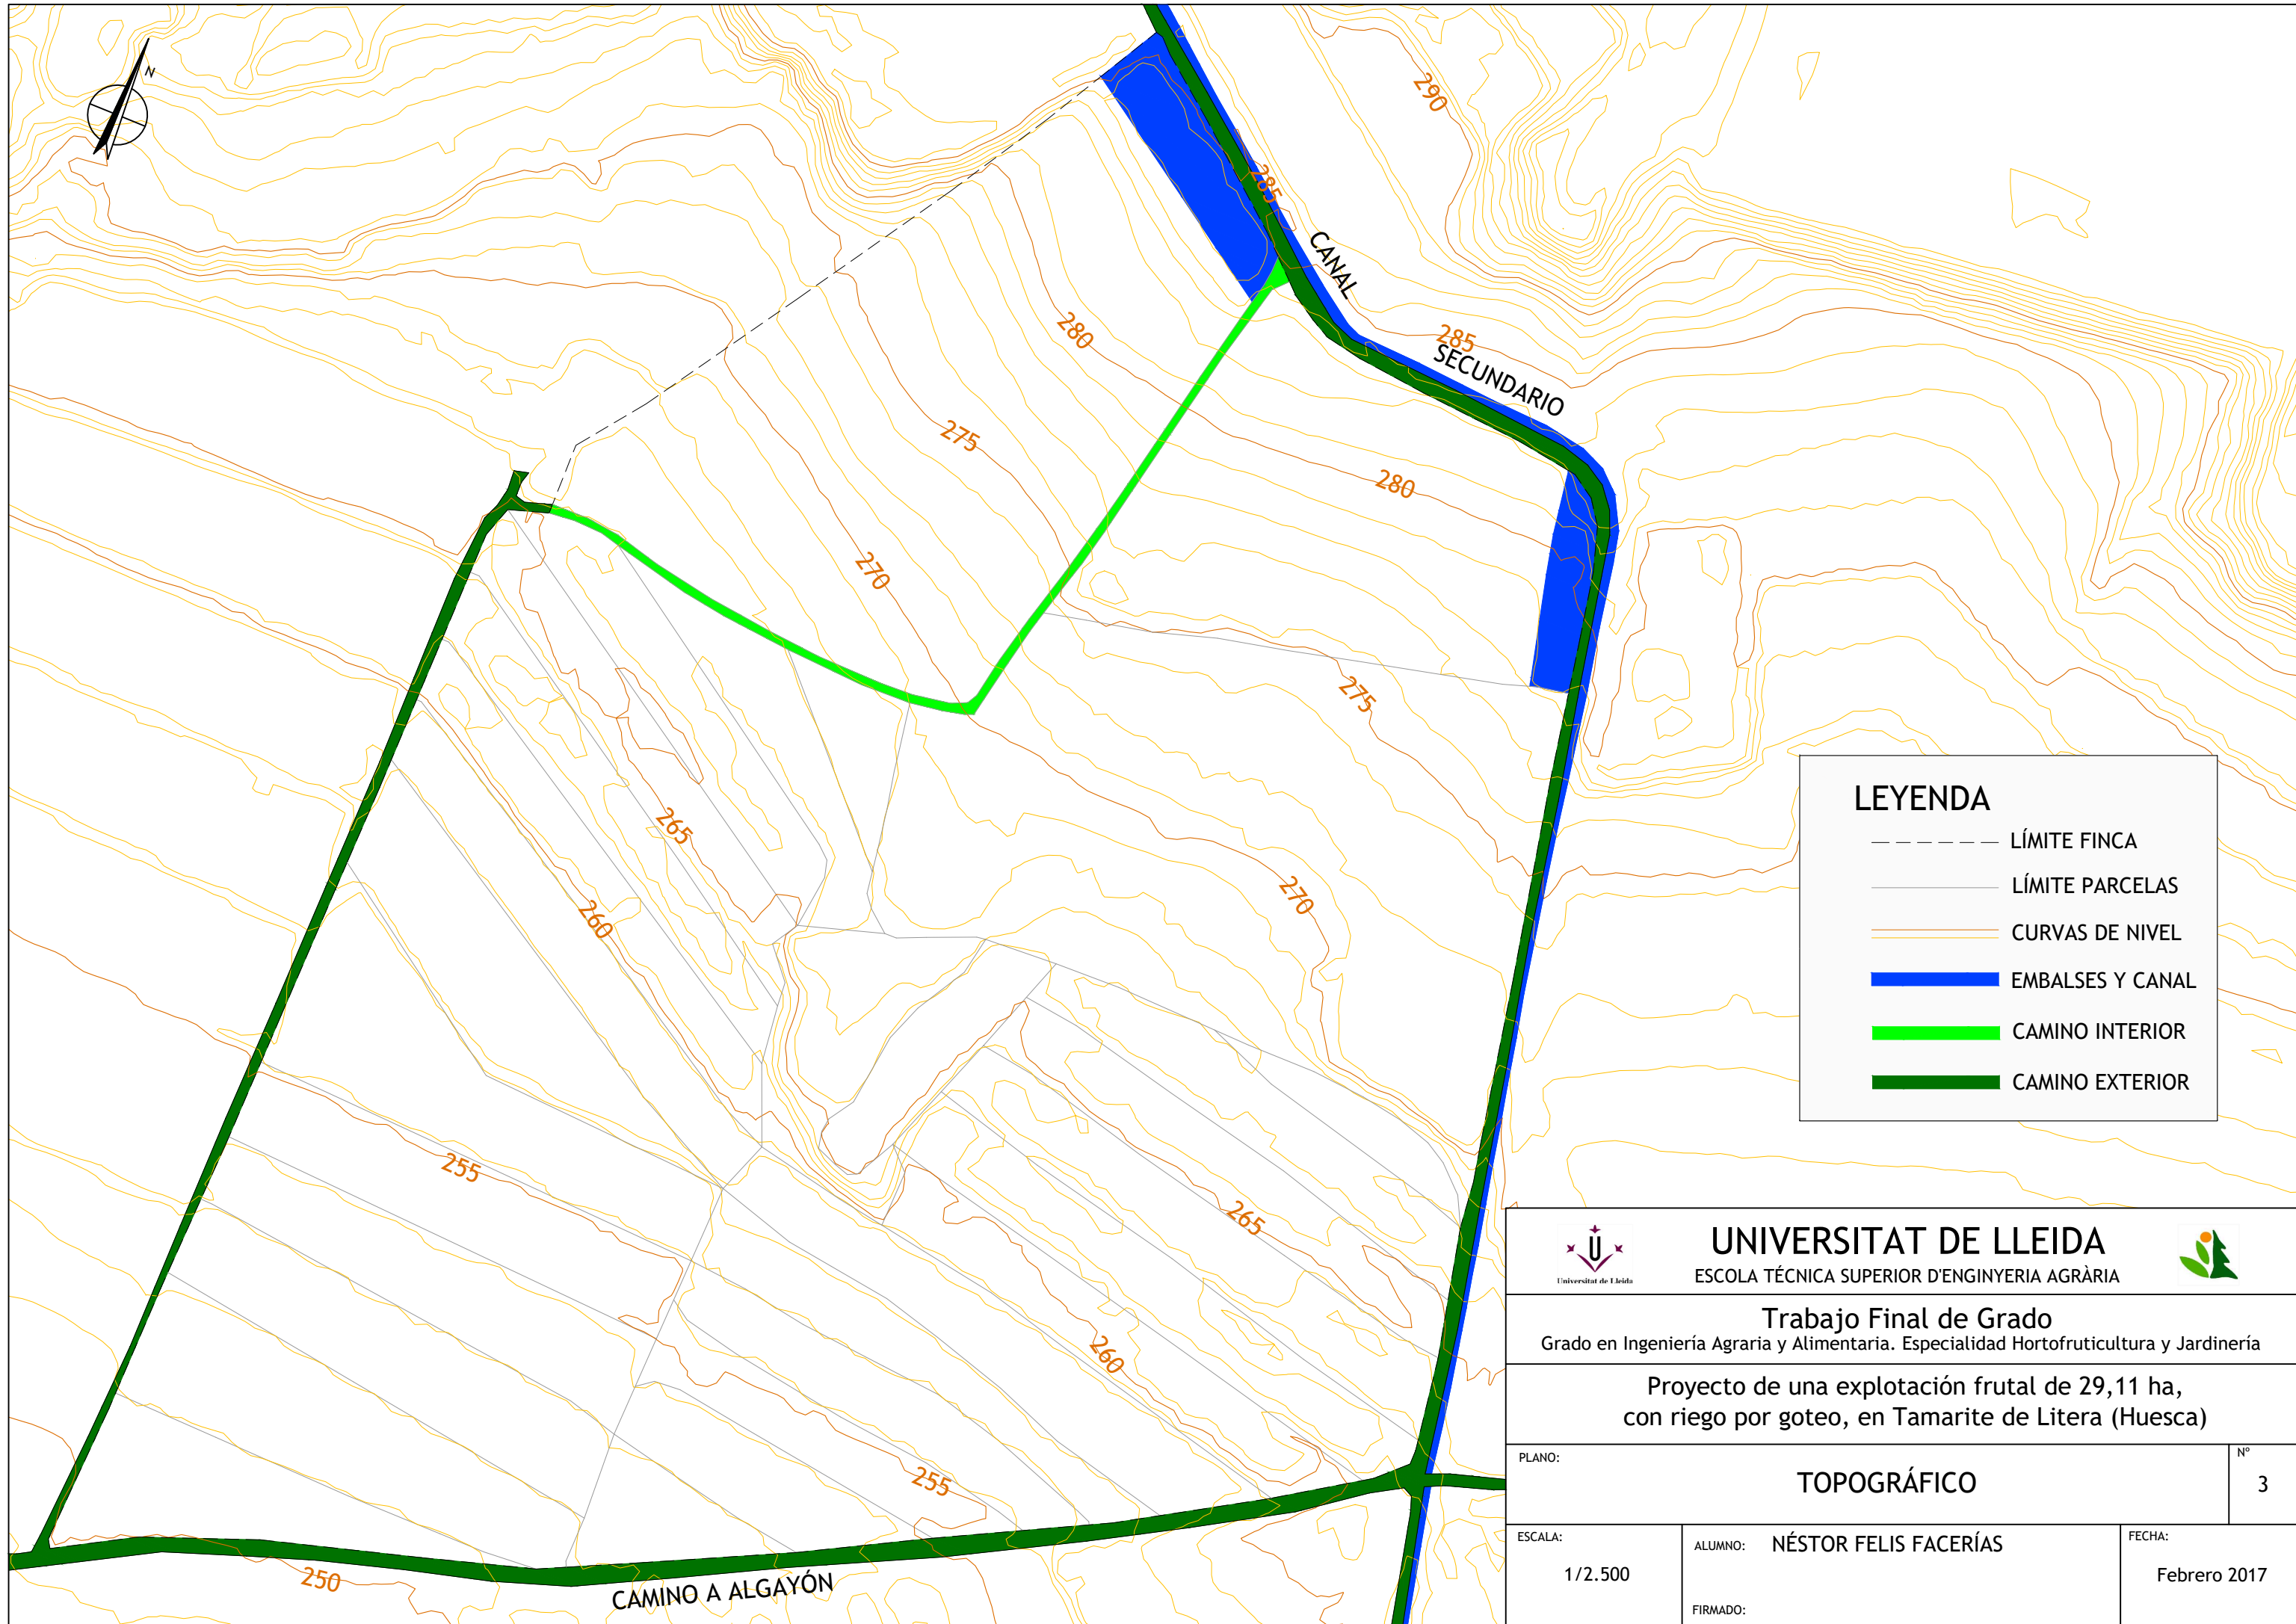 N
290
285
CANAL
285
SECUNDARIO
280
275
280
270
275
265
270
260
255
265
260
255
250
CAMINO A ALGAYÓN
LEYENDA
LÍMITE FINCA
LÍMITE PARCELAS
CURVAS DE NIVEL
EMBALSES Y CANAL
CAMINO INTERIOR
CAMINO EXTERIOR
Ü
Universitat de Lleida
UNIVERSITAT DE LLEIDA
ESCOLA TÉCNICA SUPERIOR D'ENGINYERIA AGRÀRIA
Trabajo Final de Grado
Grado en Ingeniería Agraria y Alimentaria. Especialidad Hortofruticultura y Jardinería
Proyecto de una explotación frutal de 29,11 ha,
con riego por goteo, en Tamarite de Litera (Huesca)
PLANO:
TOPOGRÁFICO
Nº
3
ESCALA:
1/2.500
ALUMNO: NÉSTOR FELIS FACERÍAS
FIRMADO:
FECHA:
Febrero 2017